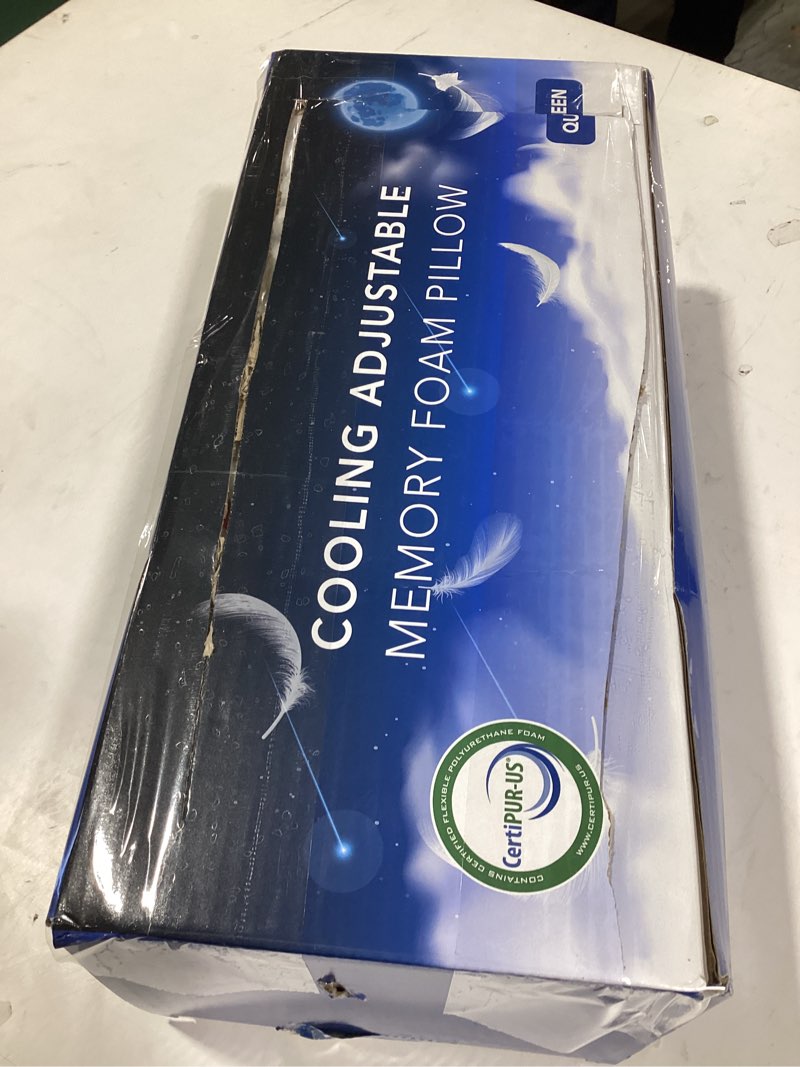 QUEEN
COOLING ADJUSTABLE
MEMORY FOAM PILLOW
CONTAINS CERTIFIED FLEXIBLE POLYURETHANE FOAM
CertiPUR-US®
WWW.CERTIPUR.US